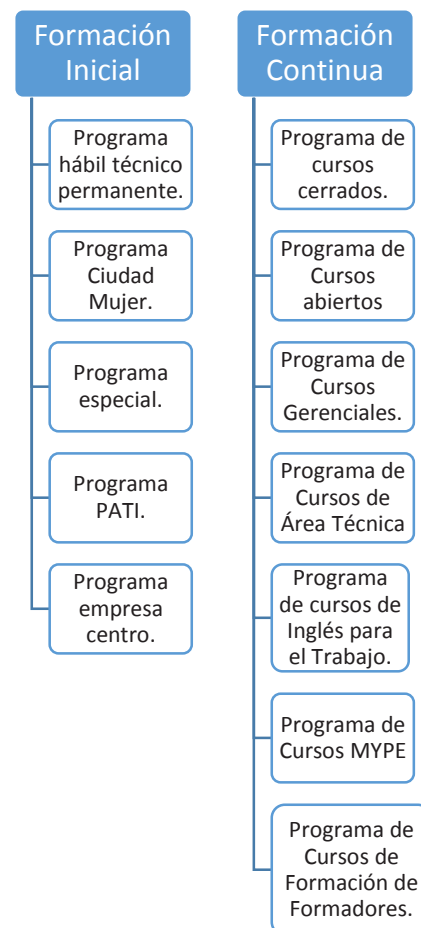 Formación
Inicial
Programa
hábil técnico
permanente.
Programa
Ciudad
Mujer.
Programa
especial.
Programa
PATI.
Programa
empresa
centro.
Formación
Continua
Programa de
cursos
cerrados.
Programa de
Cursos
abiertos
Programa de
Cursos
Gerenciales.
Programa de
Cursos de
Área Técnica
Programa
de cursos de
Inglés para
el Trabajo.
Programa de
Cursos MYPE
Programa de
Cursos de
Formación de
Formadores.